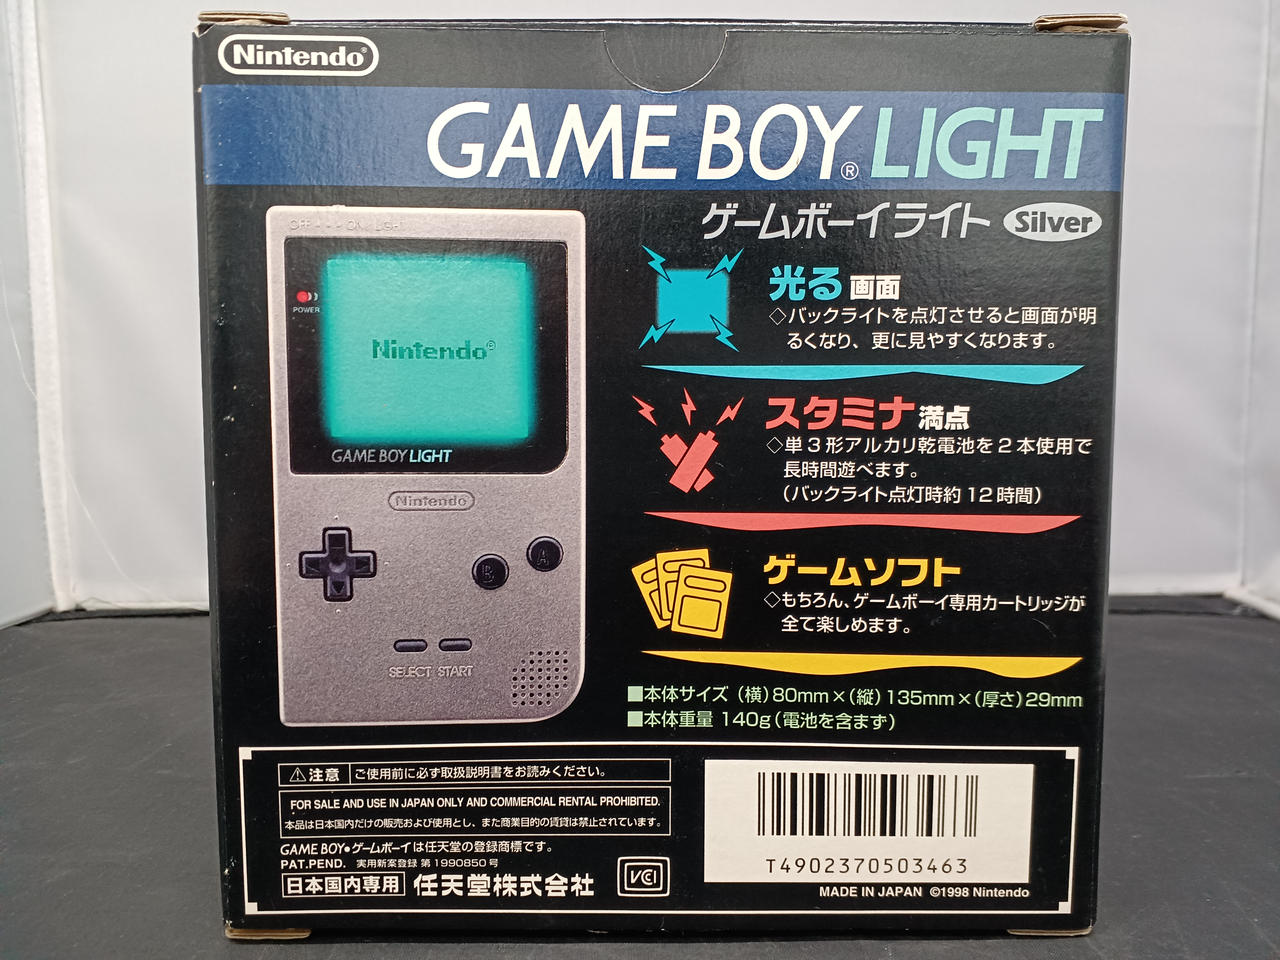 Nintendo®
GAME BOY® LIGHT
ゲームボーイライト Silver
OFF ON LIGHT
POWER
Nintendo®
GAME BOY LIGHT
Nintendo®
B
A
SELECT START
光る 画面
◇バックライトを点灯させると画面が明
るくなり、更に見やすくなります。
スタミナ 満点
◇単3形アルカリ乾電池を2本使用で
長時間遊べます。
(バックライト点灯時約12時間)
ゲームソフト
◇もちろん、ゲームボーイ専用カートリッジが
全て楽しめます。
■本体サイズ (横)80mm×(縦)135mm×(厚さ)29mm
■本体重量 140g(電池を含まず)
⚠注意 ご使用前に必ず取扱説明書をお読みください。
FOR SALE AND USE IN JAPAN ONLY AND COMMERCIAL RENTAL PROHIBITED.
本品は日本国内だけの販売および使用とし、また商業目的の賃貸は禁止されています。
GAME BOY•ゲームボーイは任天堂の登録商標です。
PAT.PEND. 実用新案登録 第1990850号
日本国内専用 任天堂株式会社
VCI
T4902370503463
MADE IN JAPAN ©1998 Nintendo